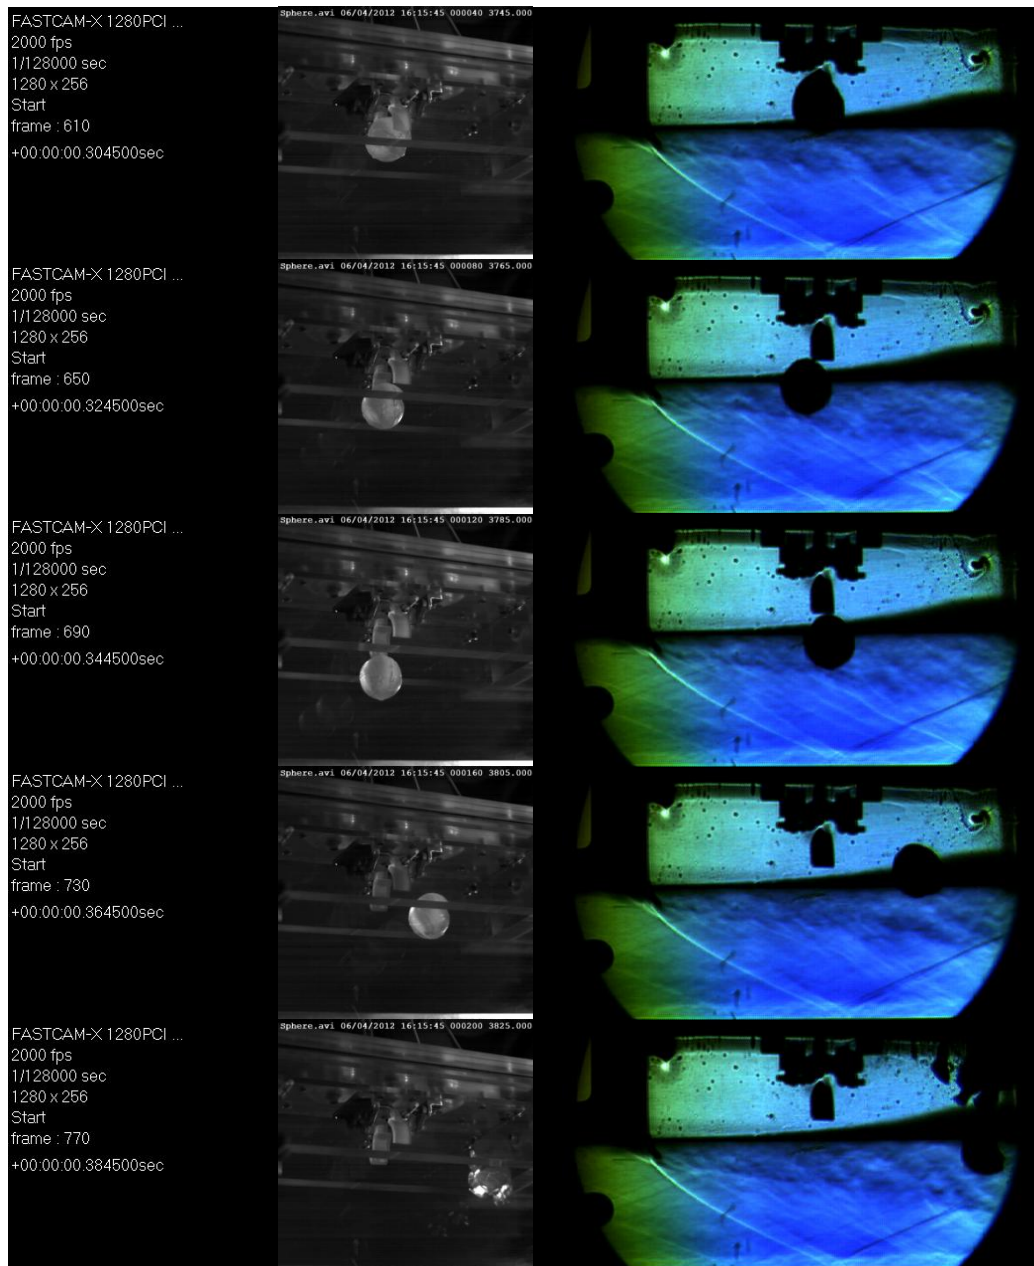 FASTCAM-X 1280PCI ...
2000 fps
1/128000 sec
1280 x 256
Start
frame : 610
+00:00:00.304500sec
Sphere.avi 06/04/2012 16:15:45 000040 3745.000
FASTCAM-X 1280PCI ...
2000 fps
1/128000 sec
1280 x 256
Start
frame : 650
+00:00:00.324500sec
Sphere.avi 06/04/2012 16:15:45 000080 3765.000
FASTCAM-X 1280PCI ...
2000 fps
1/128000 sec
1280 x 256
Start
frame : 690
+00:00:00.344500sec
Sphere.avi 06/04/2012 16:15:45 000120 3785.000
FASTCAM-X 1280PCI ...
2000 fps
1/128000 sec
1280 x 256
Start
frame : 730
+00:00:00.364500sec
Sphere.avi 06/04/2012 16:15:45 000160 3805.000
FASTCAM-X 1280PCI ...
2000 fps
1/128000 sec
1280 x 256
Start
frame : 770
+00:00:00.384500sec
Sphere.avi 06/04/2012 16:15:45 000200 3825.000